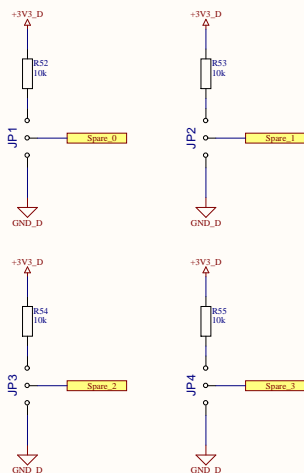 +3V3_D
R52
10k
JP1
Spare_0
GND_D
+3V3_D
R53
10k
JP2
Spare_1
GND_D
+3V3_D
R54
10k
JP3
Spare_2
GND_D
+3V3_D
R55
10k
JP4
Spare_3
GND_D